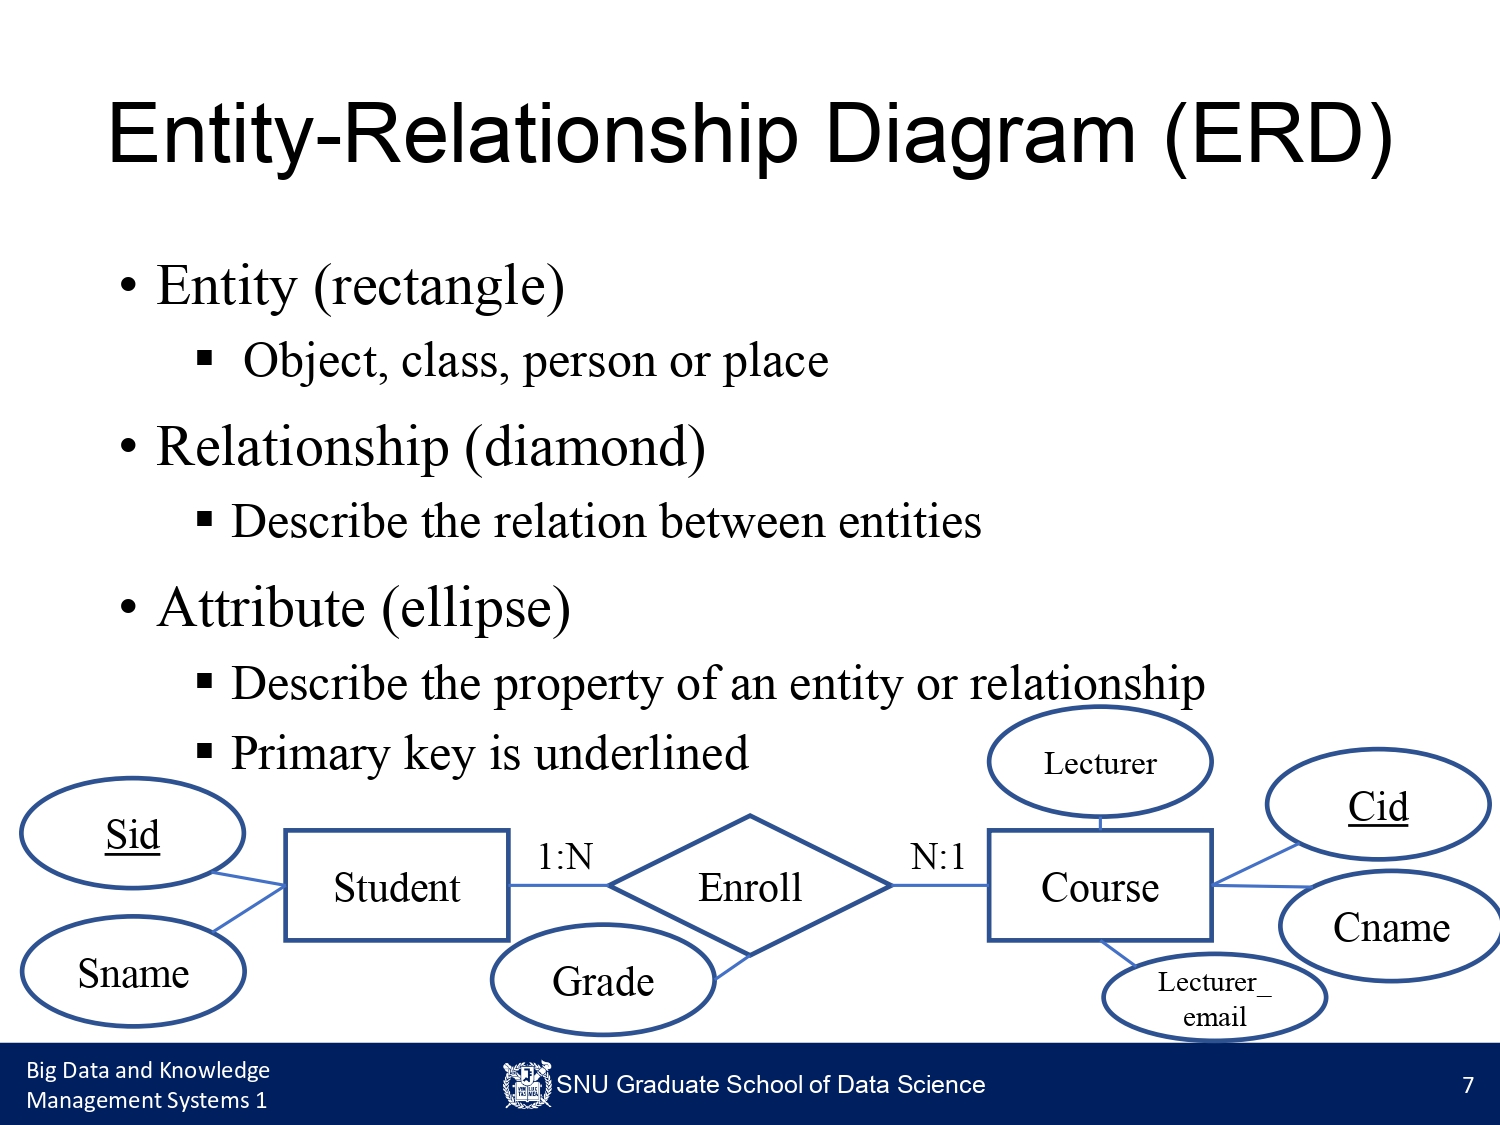 Entity-Relationship Diagram (ERD)
• Entity (rectangle)
▪ Object, class, person or place
• Relationship (diamond)
▪ Describe the relation between entities
• Attribute (ellipse)
▪ Describe the property of an entity or relationship
▪ Primary key is underlined
Lecturer
Cid
Sid
1:N
N:1
Student
Enroll
Course
Cname
Sname
Grade
Lecturer_
email
Big Data and Knowledge
Management Systems 1
SNU Graduate School of Data Science
7